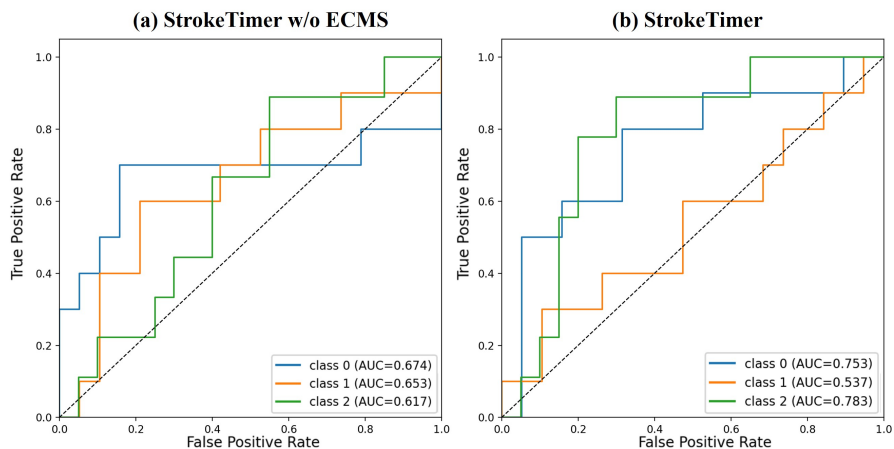 (a) StrokeTimer w/o ECMS
(b) StrokeTimer
1.0
0.8
0.6
0.4
0.2
0.0
True Positive Rate
0.0 0.2 0.4 0.6 0.8 1.0
False Positive Rate
class 0 (AUC=0.674)
class 1 (AUC=0.653)
class 2 (AUC=0.617)
1.0
0.8
0.6
0.4
0.2
0.0
True Positive Rate
0.0 0.2 0.4 0.6 0.8 1.0
False Positive Rate
class 0 (AUC=0.753)
class 1 (AUC=0.537)
class 2 (AUC=0.783)